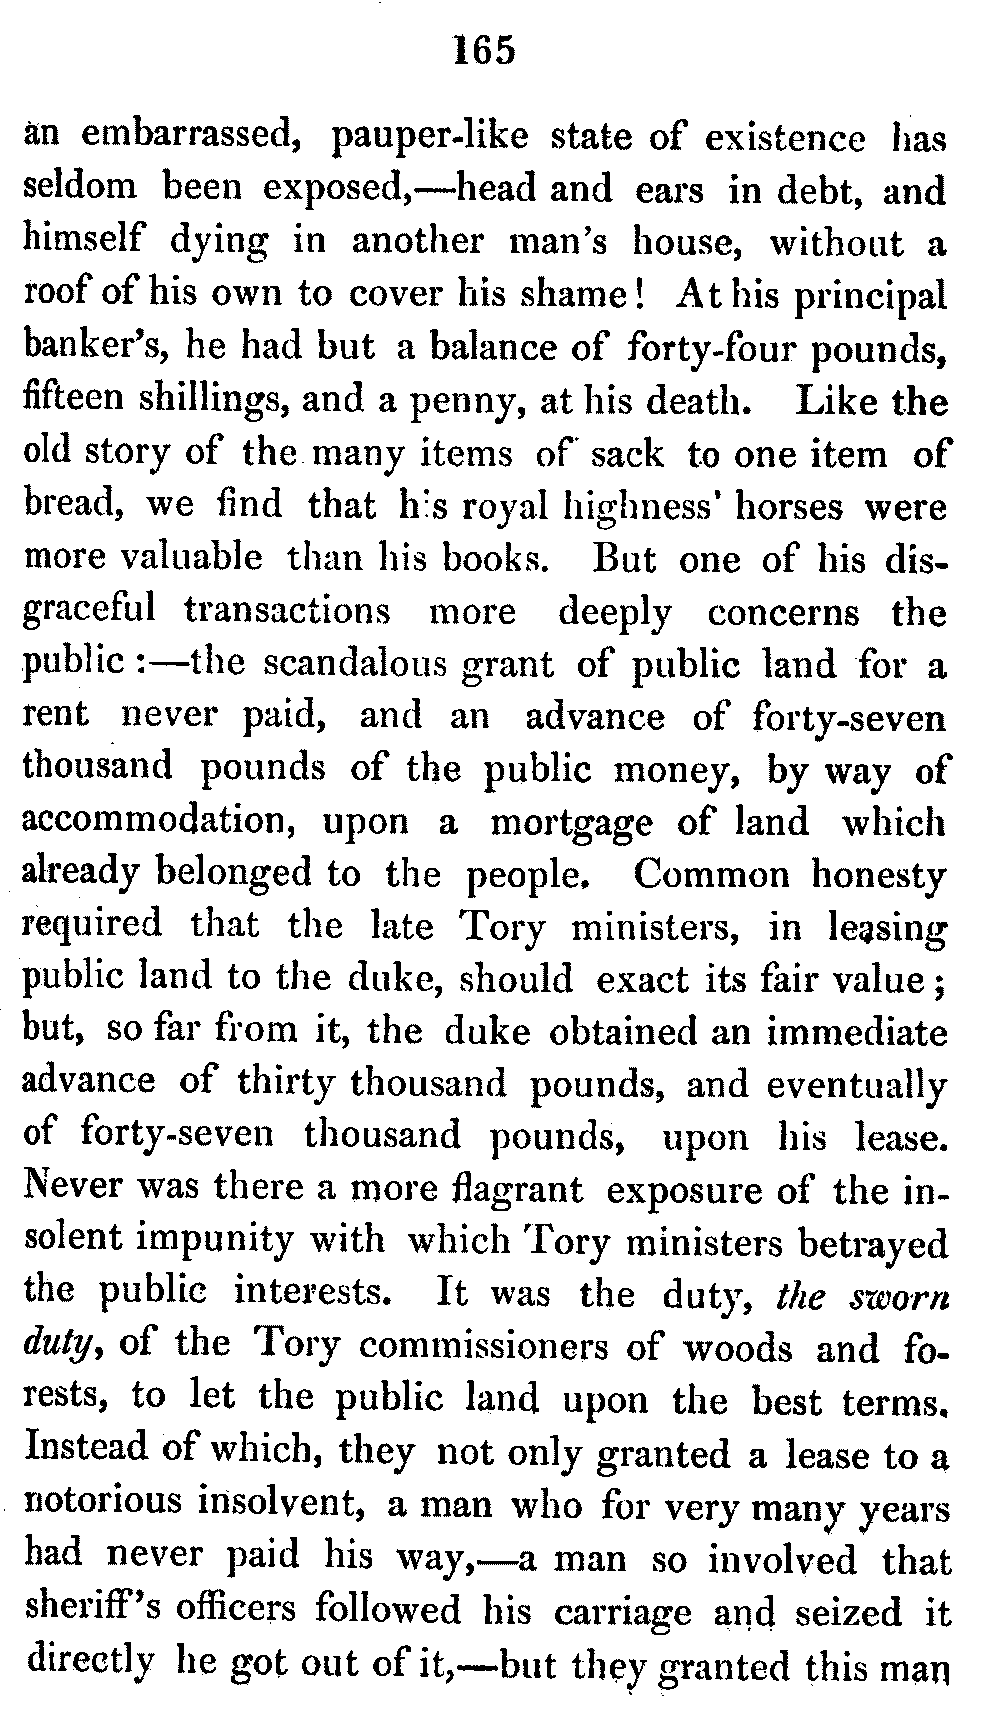 165
an embarrassed, pauper-like state of existence has
seldom been exposed,—head and ears in debt, and
himself dying in another man's house, without a
roof of his own to cover his shame! At his principal
banker's, he had but a balance of forty-four pounds,
fifteen shillings, and a penny, at his death. Like the
old story of the many items of sack to one item of
bread, we find that his royal highness' horses were
more valuable than his books. But one of his dis-
graceful transactions more deeply concerns the
public :—the scandalous grant of public land for a
rent never paid, and an advance of forty-seven
thousand pounds of the public money, by way of
accommodation, upon a mortgage of land which
already belonged to the people. Common honesty
required that the late Tory ministers, in leasing
public land to the duke, should exact its fair value;
but, so far from it, the duke obtained an immediate
advance of thirty thousand pounds, and eventually
of forty-seven thousand pounds, upon his lease.
Never was there a more flagrant exposure of the in-
solent impunity with which Tory ministers betrayed
the public interests. It was the duty, the sworn
duty, of the Tory commissioners of woods and fo-
rests, to let the public land upon the best terms.
Instead of which, they not only granted a lease to a
notorious insolvent, a man who for very many years
had never paid his way,—a man so involved that
sheriff's officers followed his carriage and seized it
directly he got out of it,—but they granted this man